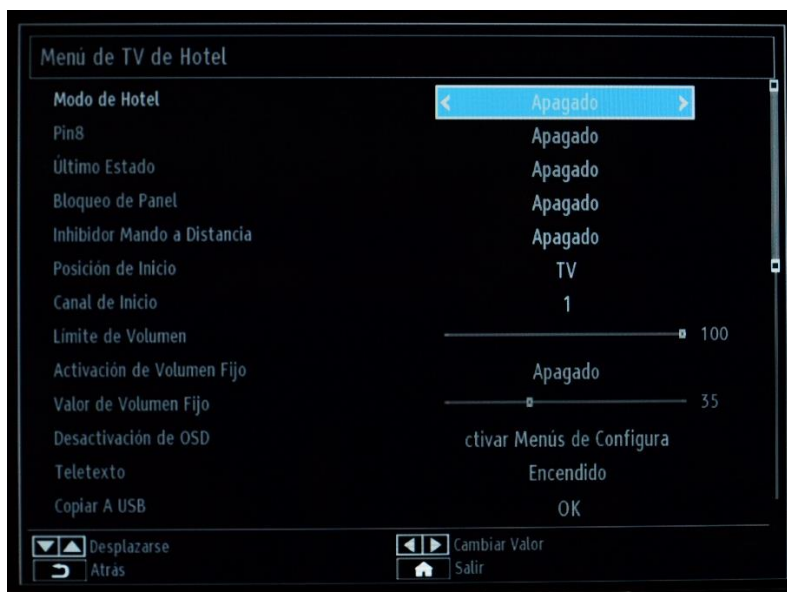 Menú de TV de Hotel
Modo de Hotel Apagado
Pin8 Apagado
Último Estado Apagado
Bloqueo de Panel Apagado
Inhibidor Mando a Distancia Apagado
Posición de Inicio TV
Canal de Inicio 1
Límite de Volumen 100
Activación de Volumen Fijo Apagado
Valor de Volumen Fijo 35
Desactivación de OSD ctivar Menús de Configura
Teletexto Encendido
Copiar A USB OK
Desplazarse Cambiar Valor
Atrás Salir